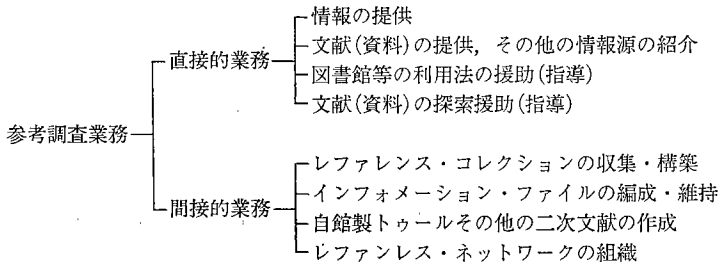 情報の提供
文献(資料)の提供,その他の情報源の紹介
直接的業務
図書館等の利用法の援助(指導)
文献(資料)の探索援助(指導)
参考調査業務
レファレンス・コレクションの収集・構築
インフォメーション・ファイルの編成・維持
間接的業務
自館製トゥールその他の二次文献の作成
レファンレス・ネットワークの組織